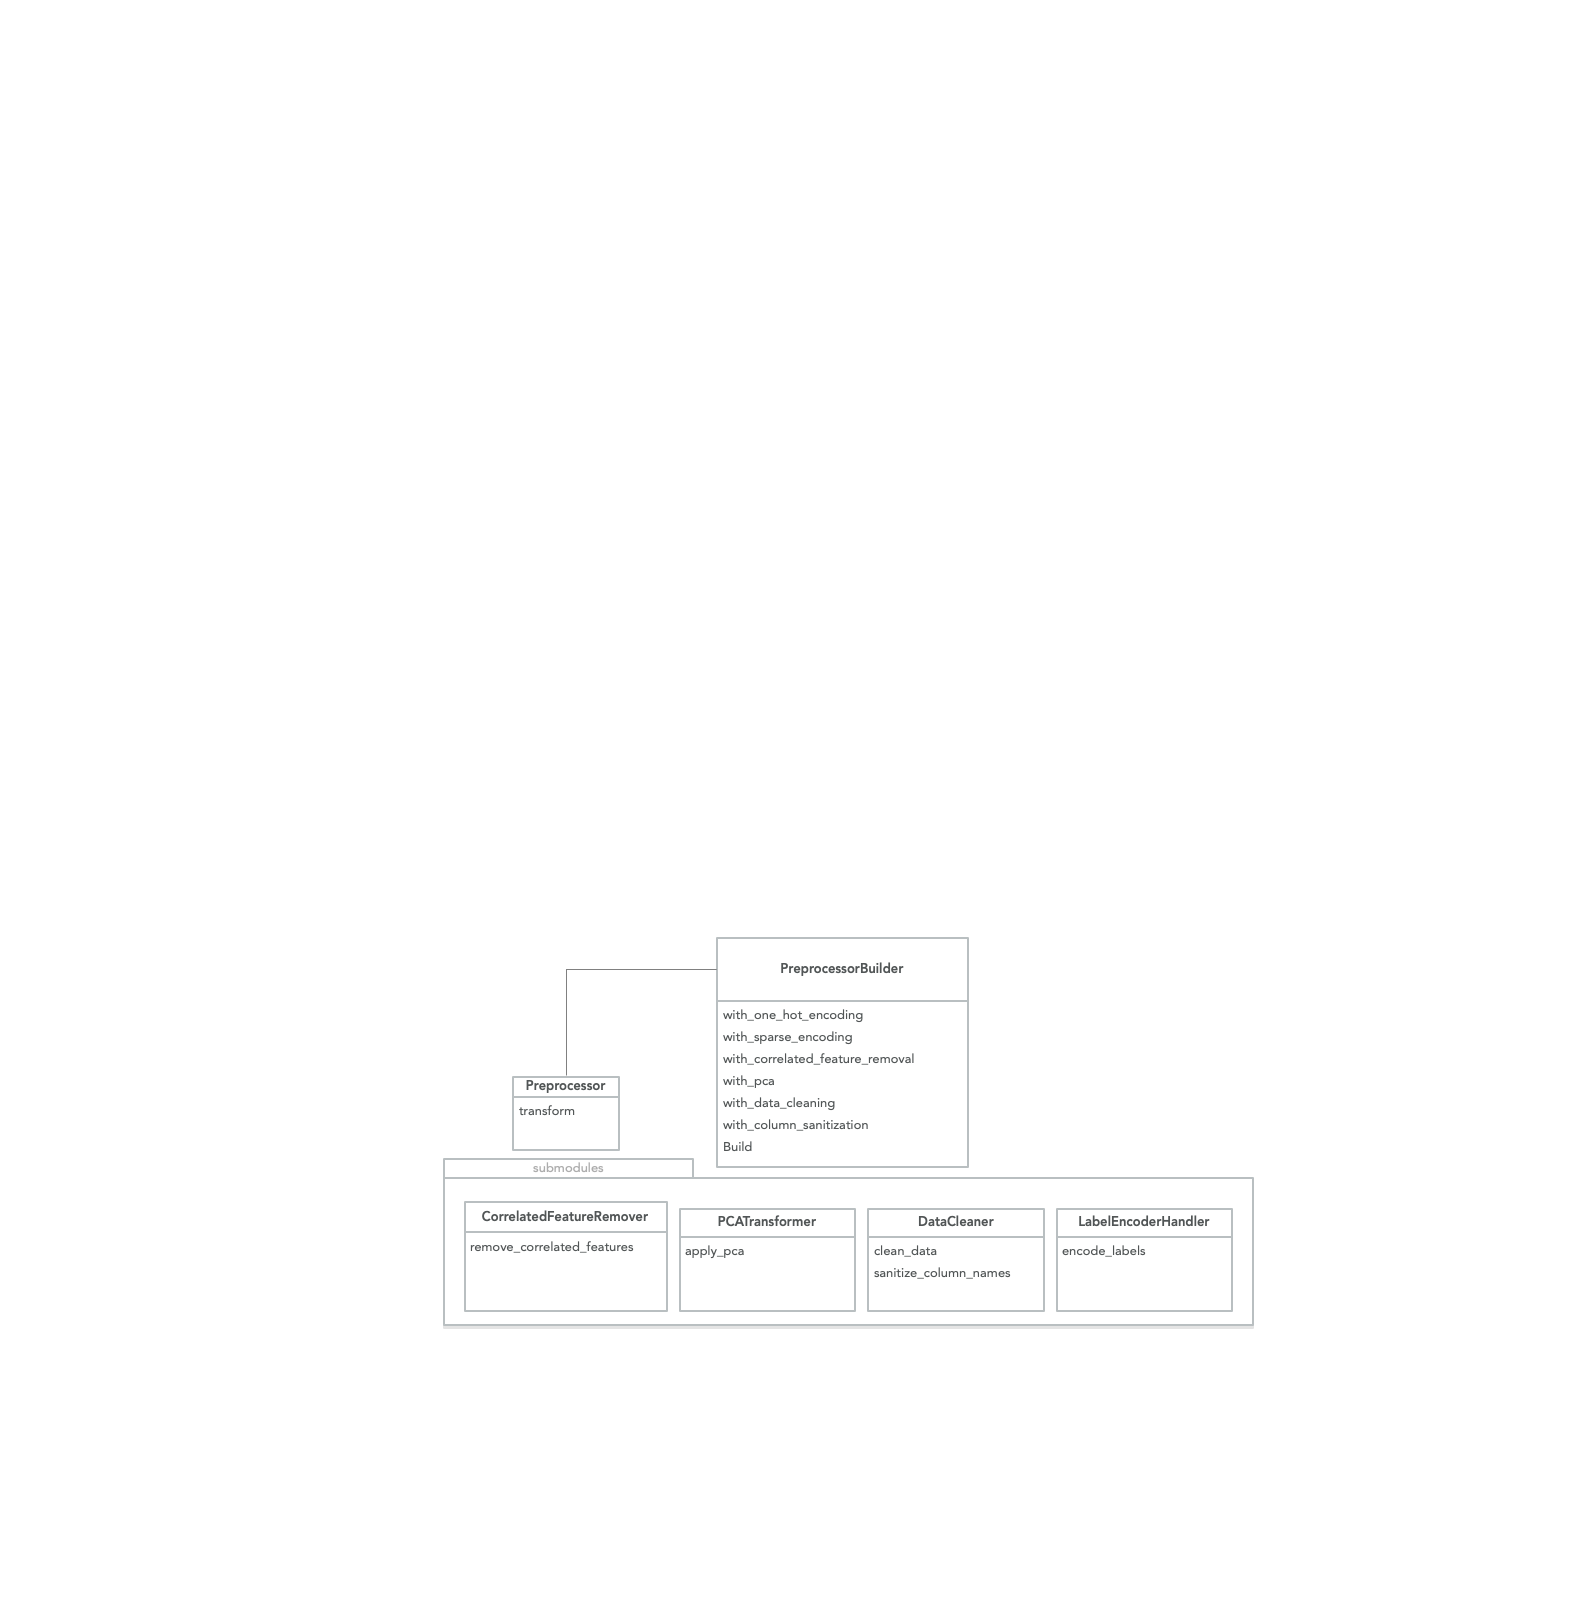 PreprocessorBuilder
with_one_hot_encoding
with_sparse_encoding
with_correlated_feature_removal
with_pca
with_data_cleaning
with_column_sanitization
Build
Preprocessor
transform
submodules
CorrelatedFeatureRemover
remove_correlated_features
PCATransformer
apply_pca
DataCleaner
clean_data
sanitize_column_names
LabelEncoderHandler
encode_labels